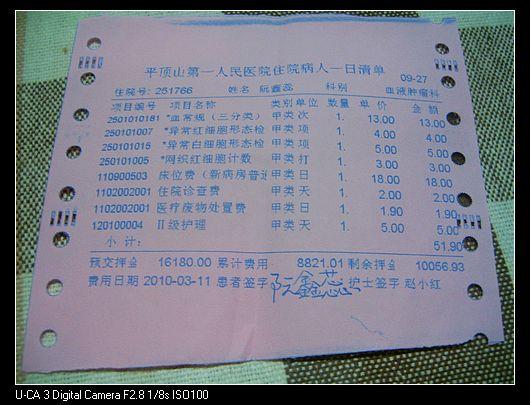 平顶山第一人民医院住院病人一日清单
09-27
住院号: 251766 姓名 阮鑫蕊 科别 血液肿瘤科
项目编号 项目名称 类别 单位 数量 单价 金额
2501010181 *血常规（三分类） 甲类 次 1. 13.00 13.00
250101007 *异常红细胞形态检 甲类 项 1. 4.00 4.00
250101015 *异常白细胞形态检 甲类 项 1. 5.00 5.00
250101005 *网织红细胞计数 甲类 打 1. 3.00 3.00
110900503 床位费（新病房普通 甲类 日 1. 18.00 18.00
1102002001 住院诊查费 甲类 天 1. 2.00 2.00
1102002001 医疗废物处置费 甲类 日 1. 1.90 1.90
120100004 Ⅱ级护理 甲类 天 1. 5.00 5.00
小 计: 51.90
预交押金 16180.00 累计费用 8821.01 剩余押金 10056.93
费用日期 2010-03-11 患者签字 阮鑫蕊 护士签字 赵小红
U-CA 3 Digital Camera F2.8 1/8s ISO100